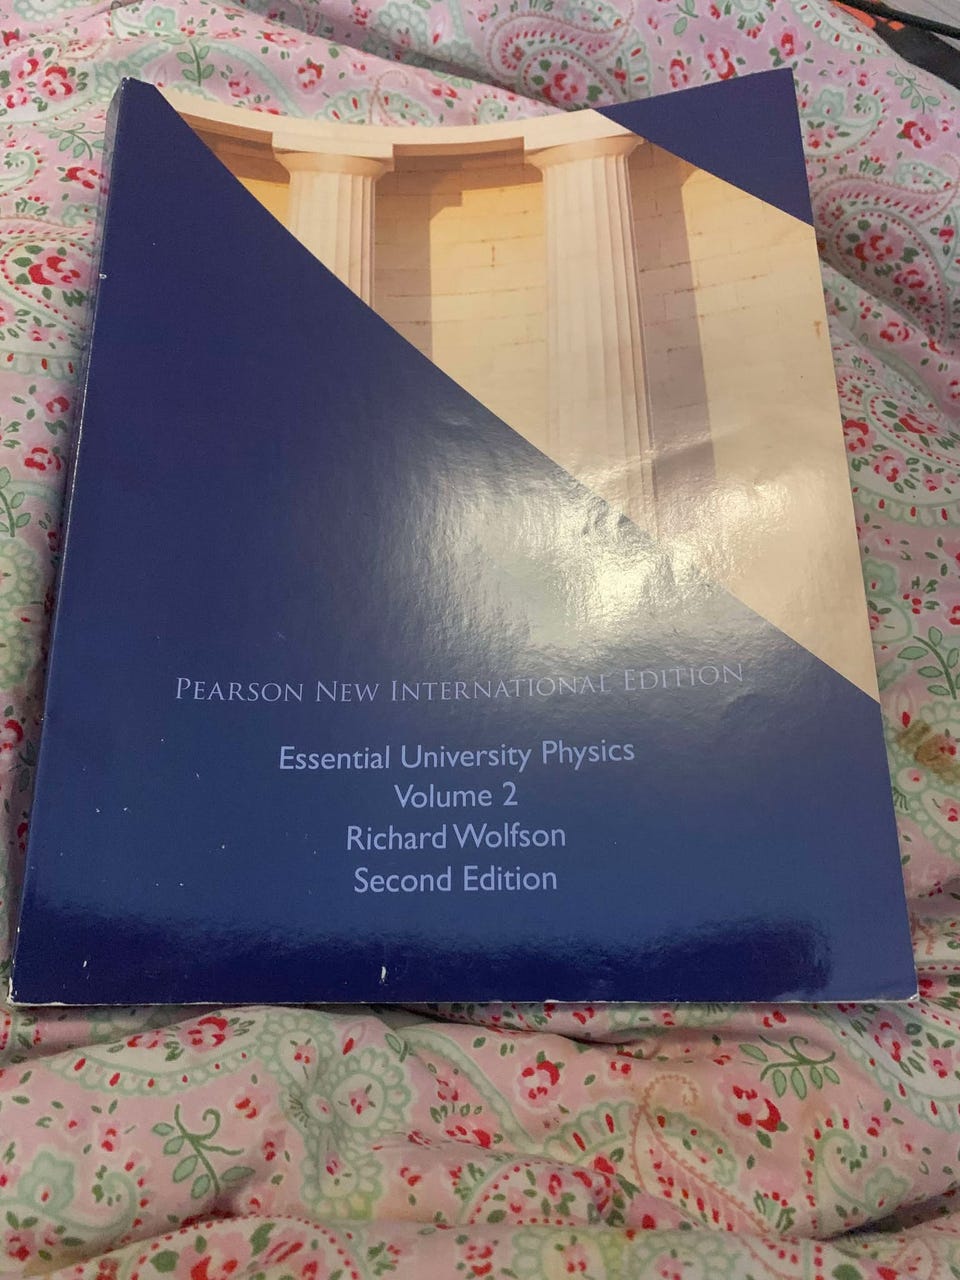 PEARSON NEW INTERNATIONAL EDITION
Essential University Physics
Volume 2
Richard Wolfson
Second Edition